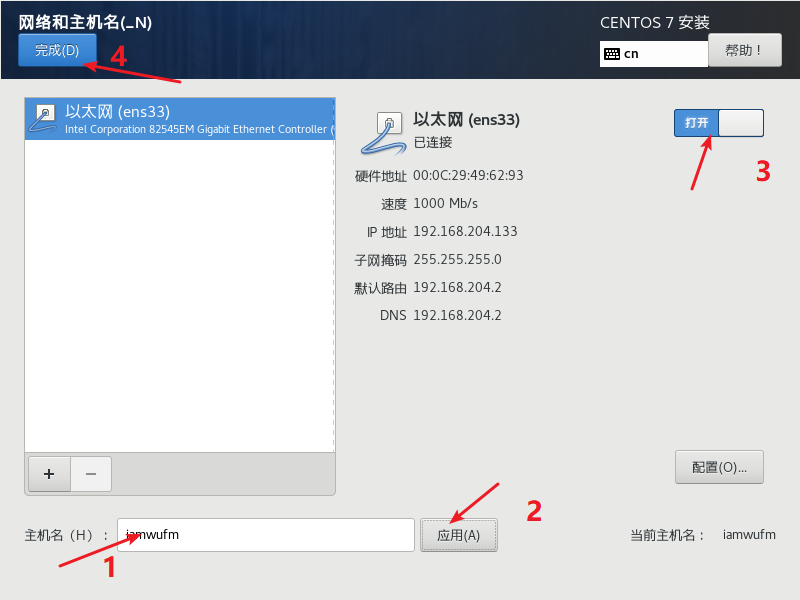 网络和主机名(_N)
CENTOS 7 安装
完成(D)
4
cn
帮助！
以太网 (ens33)
Intel Corporation 82545EM Gigabit Ethernet Controller (
以太网 (ens33)
已连接
打开
3
硬件地址 00:0C:29:49:62:93
速度 1000 Mb/s
IP 地址 192.168.204.133
子网掩码 255.255.255.0
默认路由 192.168.204.2
DNS 192.168.204.2
+ −
配置(O)...
主机名（H）：
iamwufm
应用(A)
当前主机名：
iamwufm
1
2